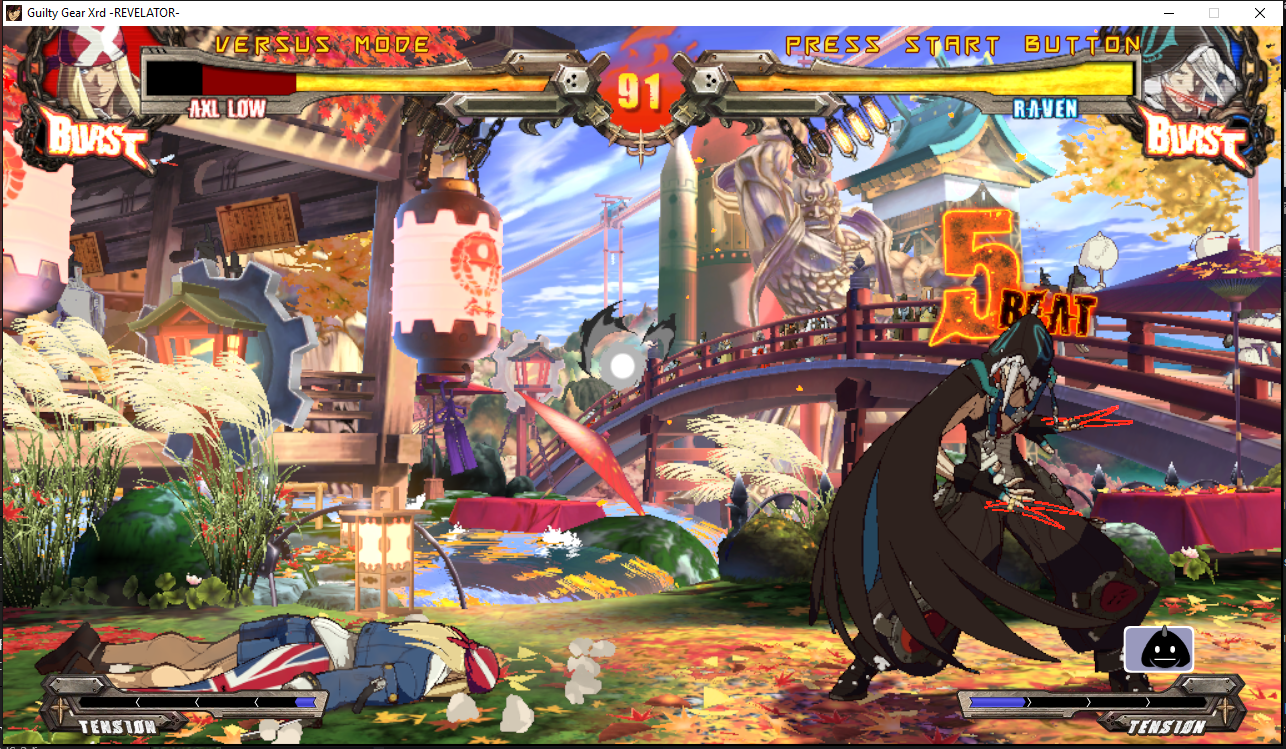 Guilty Gear Xrd -REVELATOR-
VERSUS MODE
PRESS START BUTTON
91
AXL LOW
RAVEN
BURST
BURST
5
BEAT
TENSION
TENSION